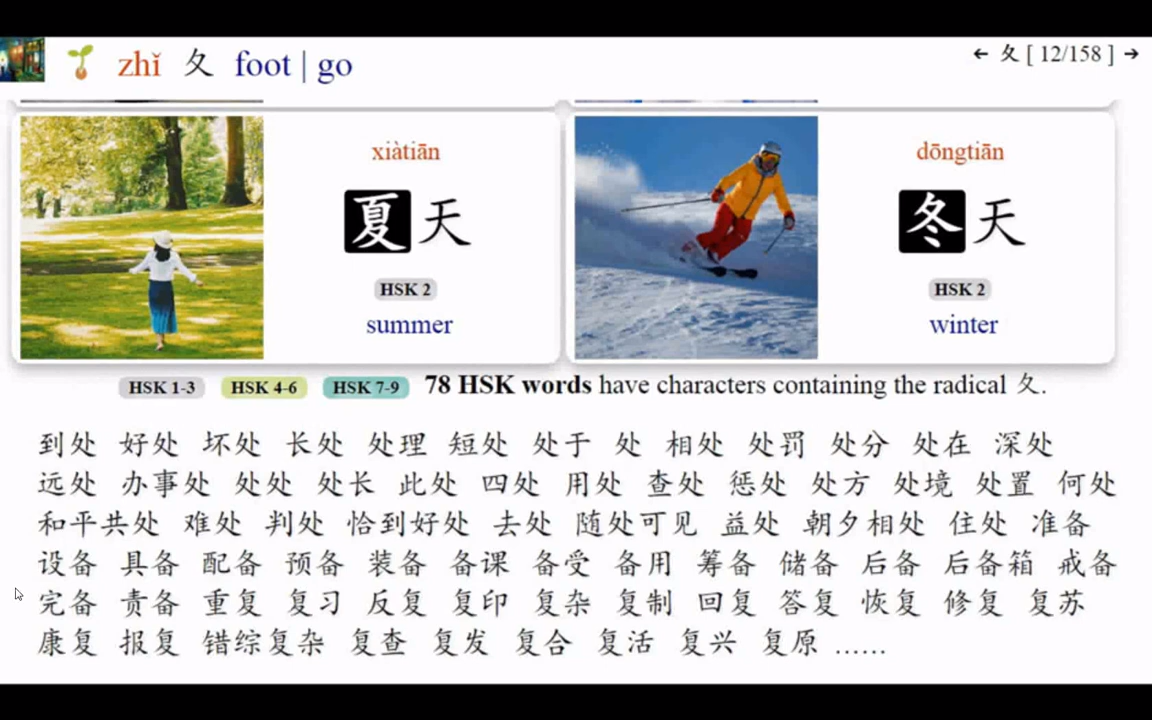 zhǐ 夂 foot | go
← 夂 [ 12/158 ] →
xiàtiān
夏天
HSK 2
summer
dōngtiān
冬天
HSK 2
winter
HSK 1-3 HSK 4-6 HSK 7-9 78 HSK words have characters containing the radical 夂.
到处 好处 坏处 长处 处理 短处 处于 处 相处 处罚 处分 处在 深处
远处 办事处 处处 处长 此处 四处 用处 查处 惩处 处方 处境 处置 何处
和平共处 难处 判处 恰到好处 去处 随处可见 益处 朝夕相处 住处 准备
设备 具备 配备 预备 装备 备课 备受 备用 筹备 储备 后备 后备箱 戒备
完备 责备 重复 复习 反复 复印 复杂 复制 回复 答复 恢复 修复 复苏
康复 报复 错综复杂 复查 复发 复合 复活 复兴 复原 ……